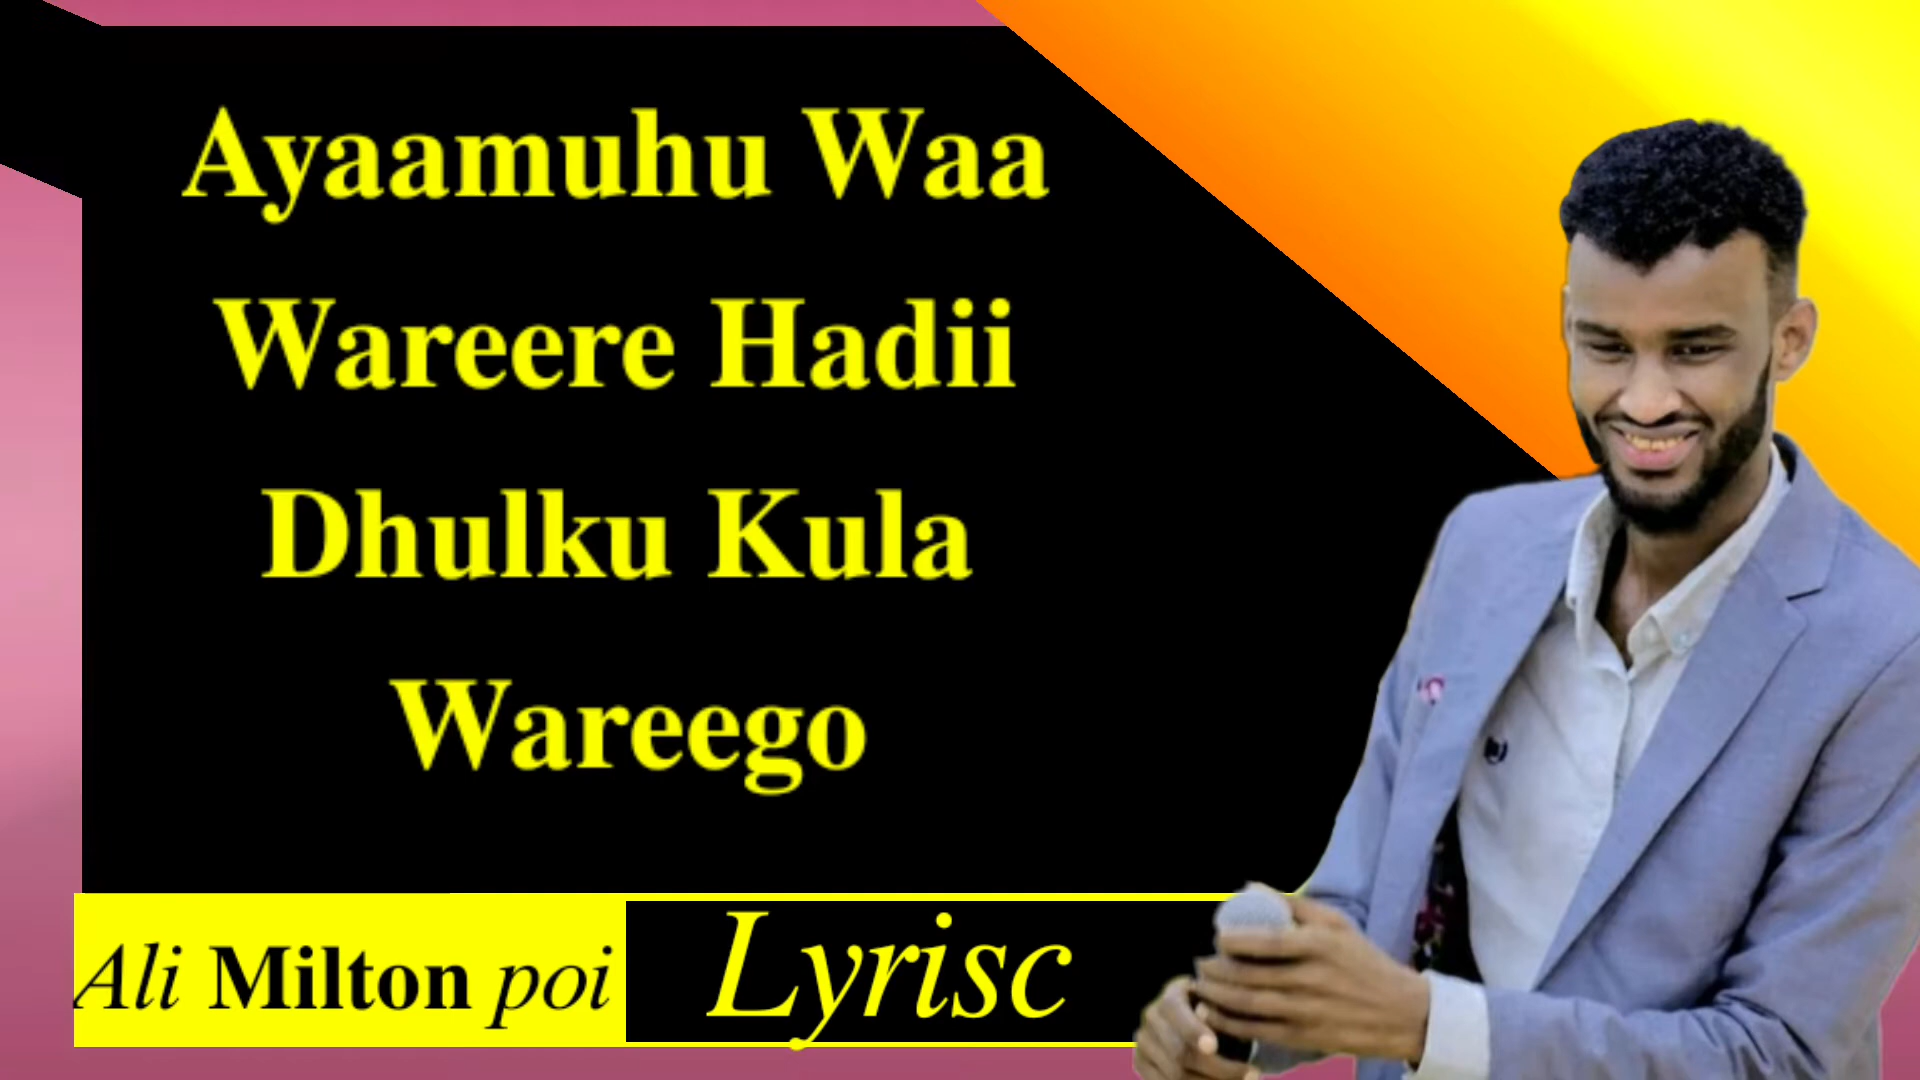 Ayaamuhu Waa
Wareere Hadii
Dhulku Kula
Wareego
Ali Milton poi
Lyrisc